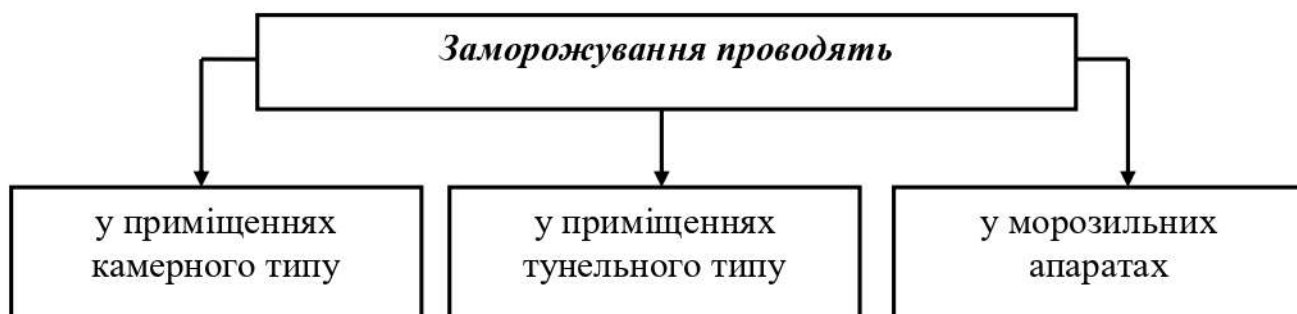 Заморожування проводять
у приміщеннях
камерного типу
у приміщеннях
тунельного типу
у морозильних
апаратах